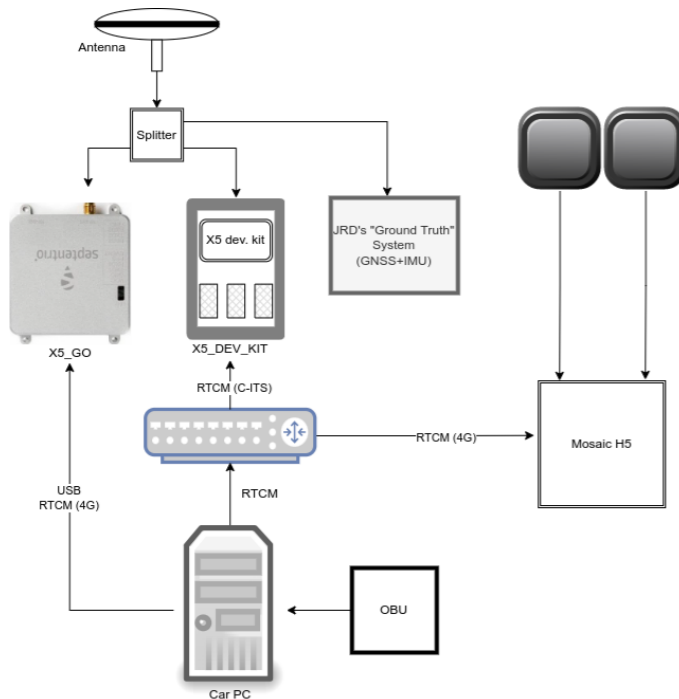 Antenna
Splitter
X5 dev. kit
JRD's "Ground Truth"
System
(GNSS+IMU)
septentrio
X5_GO
X5_DEV_KIT
RTCM (C-ITS)
RTCM (4G)
Mosaic H5
USB
RTCM (4G)
RTCM
OBU
Car PC